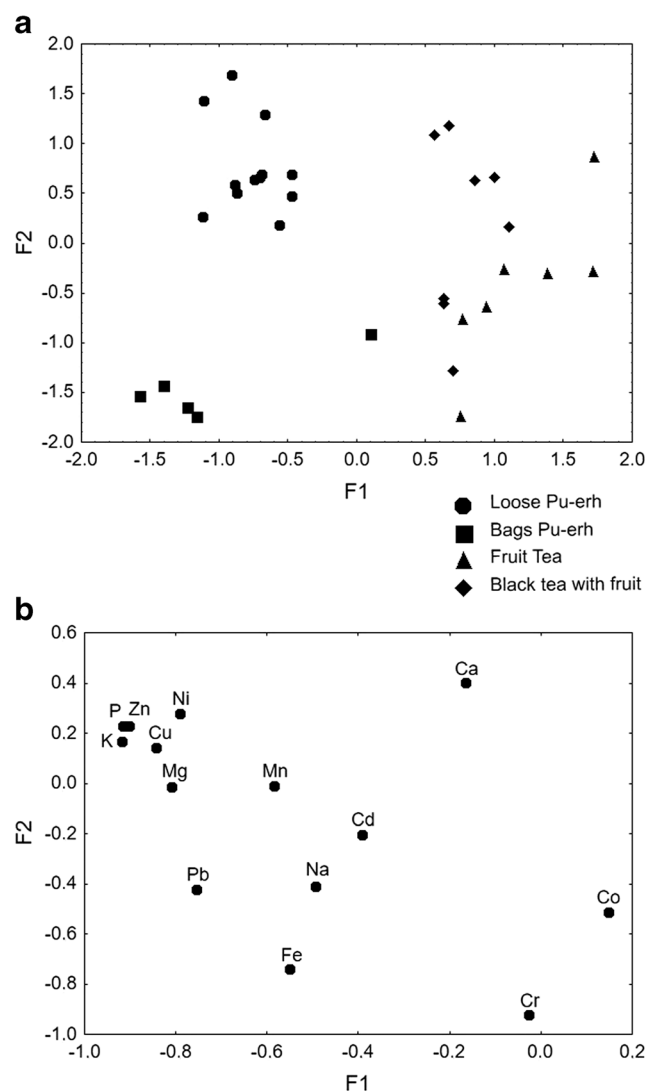 a
2.0
1.5
1.0
0.5
0.0
-0.5
-1.0
-1.5
-2.0
F2
-2.0 -1.5 -1.0 -0.5 0.0 0.5 1.0 1.5 2.0
F1
Loose Pu-erh
Bags Pu-erh
Fruit Tea
Black tea with fruit
b
0.6
0.4
0.2
0.0
-0.2
-0.4
-0.6
-0.8
-1.0
F2
Ca
Ni
P Zn
Cu
K
Mg
Mn
Cd
Pb
Na
Co
Fe
Cr
-1.0 -0.8 -0.6 -0.4 -0.2 0.0 0.2
F1